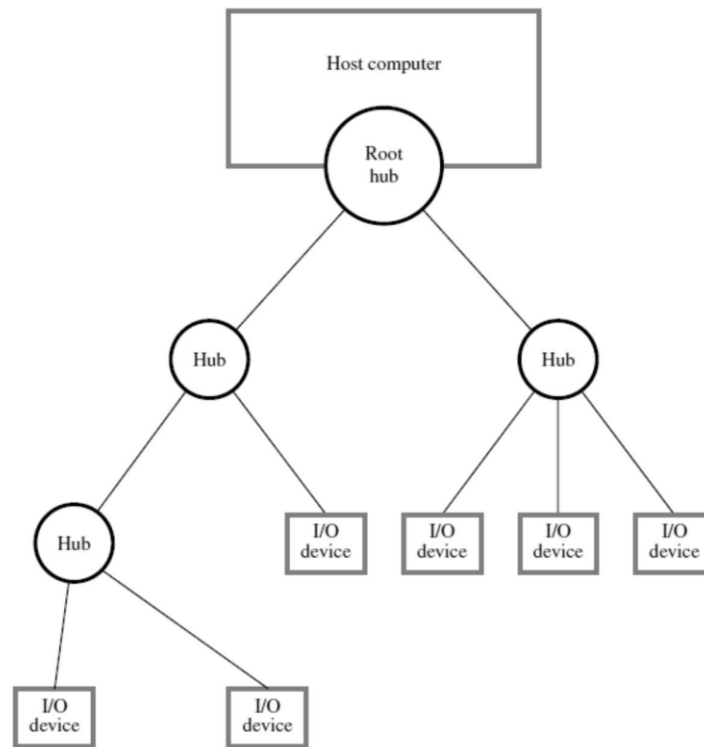 Host computer
Root
hub
Hub
Hub
Hub
I/O
device
I/O
device
I/O
device
I/O
device
I/O
device
I/O
device